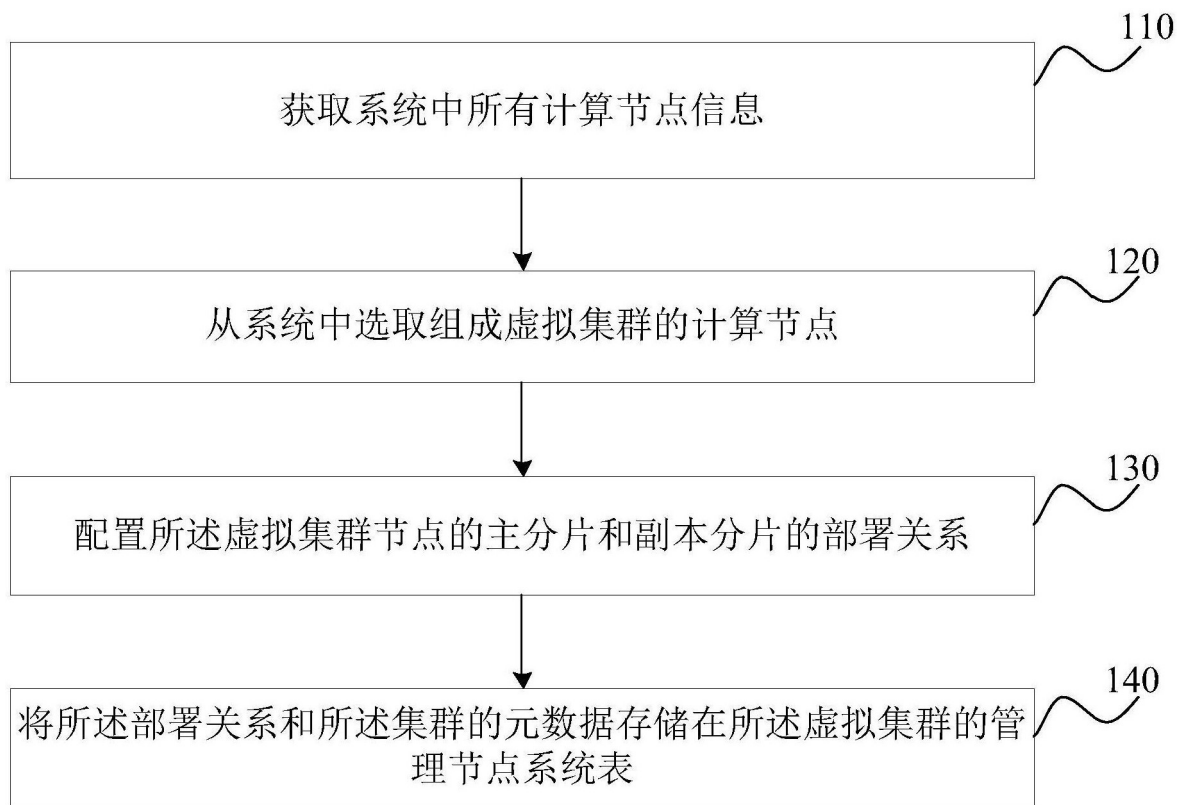 110
获取系统中所有计算节点信息
120
从系统中选取组成虚拟集群的计算节点
130
配置所述虚拟集群节点的主分片和副本分片的部署关系
140
将所述部署关系和所述集群的元数据存储在所述虚拟集群的管
理节点系统表